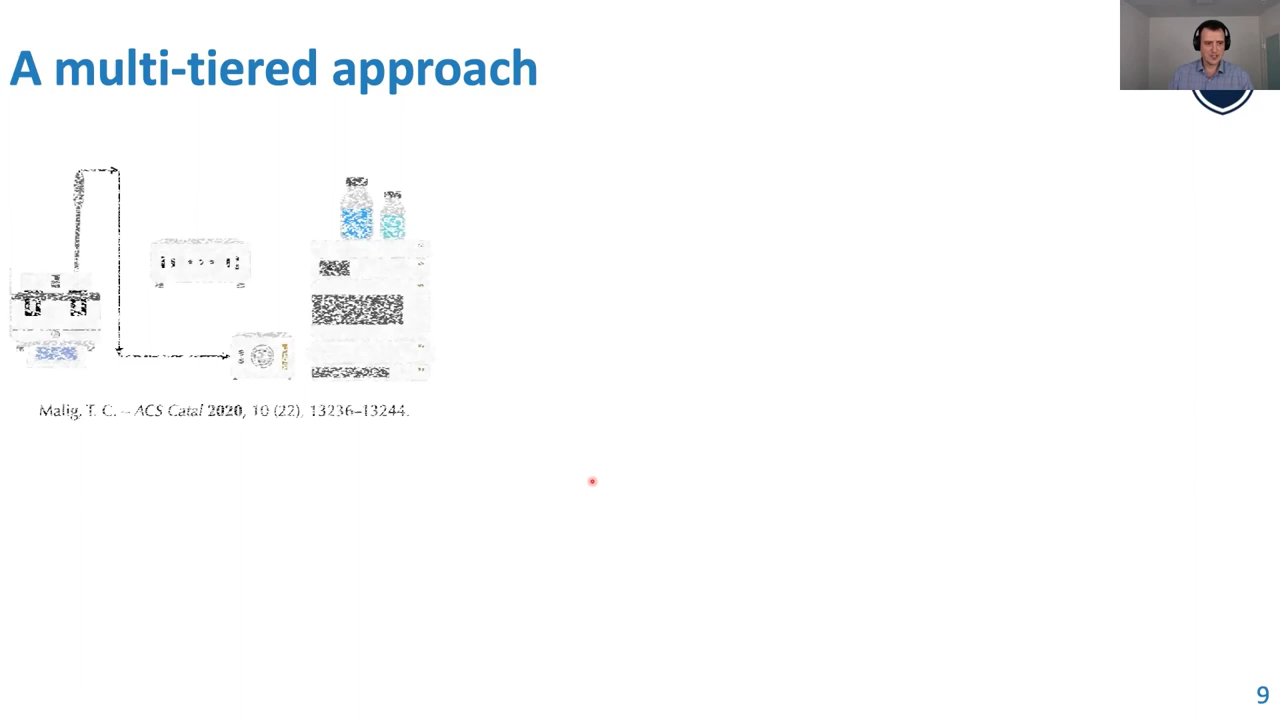 A multi-tiered approach
Malig, T. C. – ACS Catal 2020, 10 (22), 13236–13244.
9